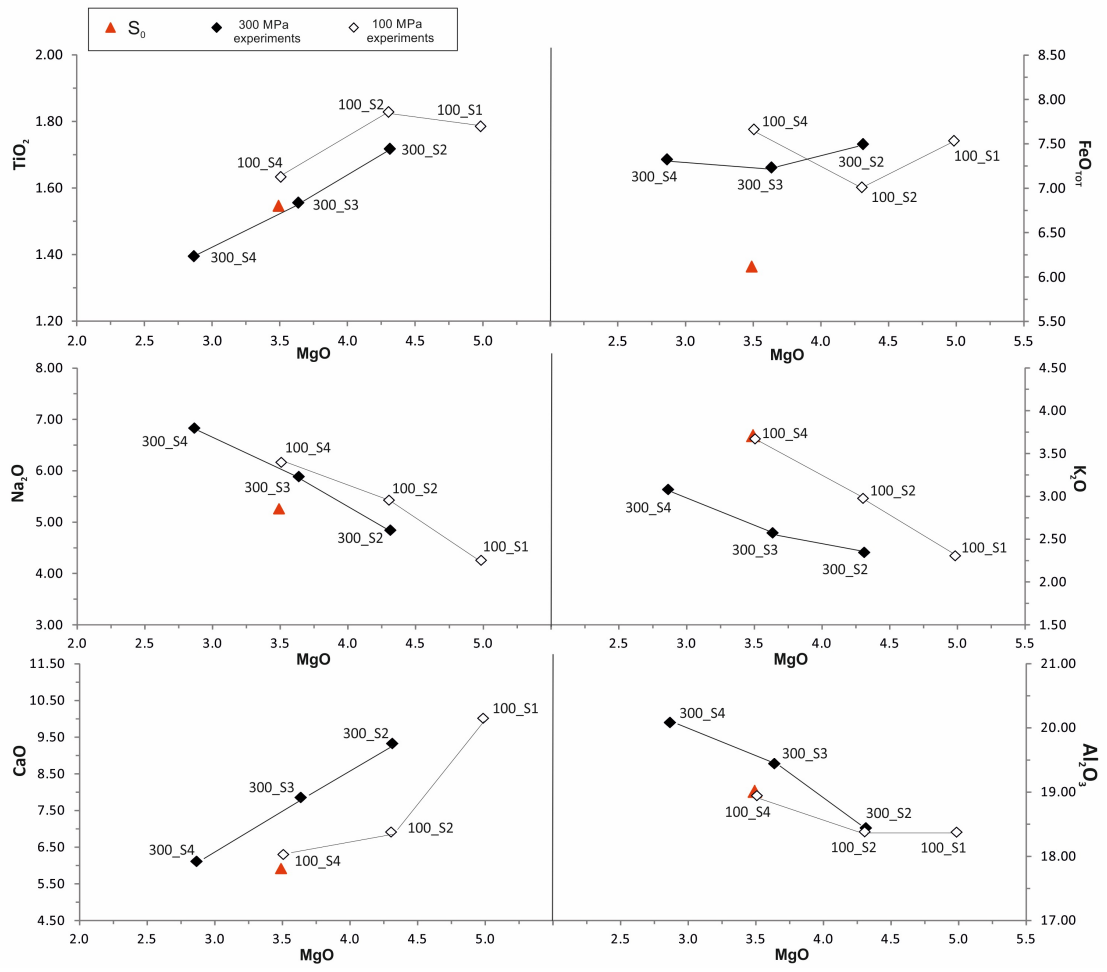 S₀ 300 MPa experiments 100 MPa experiments
2.00
1.80
1.60
1.40
1.20
TiO₂
100_S2
100_S1
100_S4
300_S2
300_S3
300_S4
2.0 2.5 3.0 3.5 4.0 4.5 5.0
MgO
8.50
8.00
7.50
7.00
6.50
6.00
5.50
FeO_TOT
100_S4
300_S2
100_S1
300_S4
300_S3
100_S2
2.5 3.0 3.5 4.0 4.5 5.0 5.5
MgO
8.00
7.00
6.00
5.00
4.00
3.00
Na₂O
300_S4
100_S4
300_S3
100_S2
300_S2
100_S1
2.0 2.5 3.0 3.5 4.0 4.5 5.0
MgO
4.50
4.00
3.50
3.00
2.50
2.00
1.50
K₂O
100_S4
300_S4
100_S2
300_S3
300_S2
100_S1
2.5 3.0 3.5 4.0 4.5 5.0 5.5
MgO
11.50
10.50
9.50
8.50
7.50
6.50
5.50
4.50
CaO
100_S1
300_S2
300_S3
100_S2
300_S4
100_S4
2.0 2.5 3.0 3.5 4.0 4.5 5.0
MgO
21.00
20.00
19.00
18.00
17.00
Al₂O₃
300_S4
300_S3
100_S4
300_S2
100_S2
100_S1
2.5 3.0 3.5 4.0 4.5 5.0 5.5
MgO